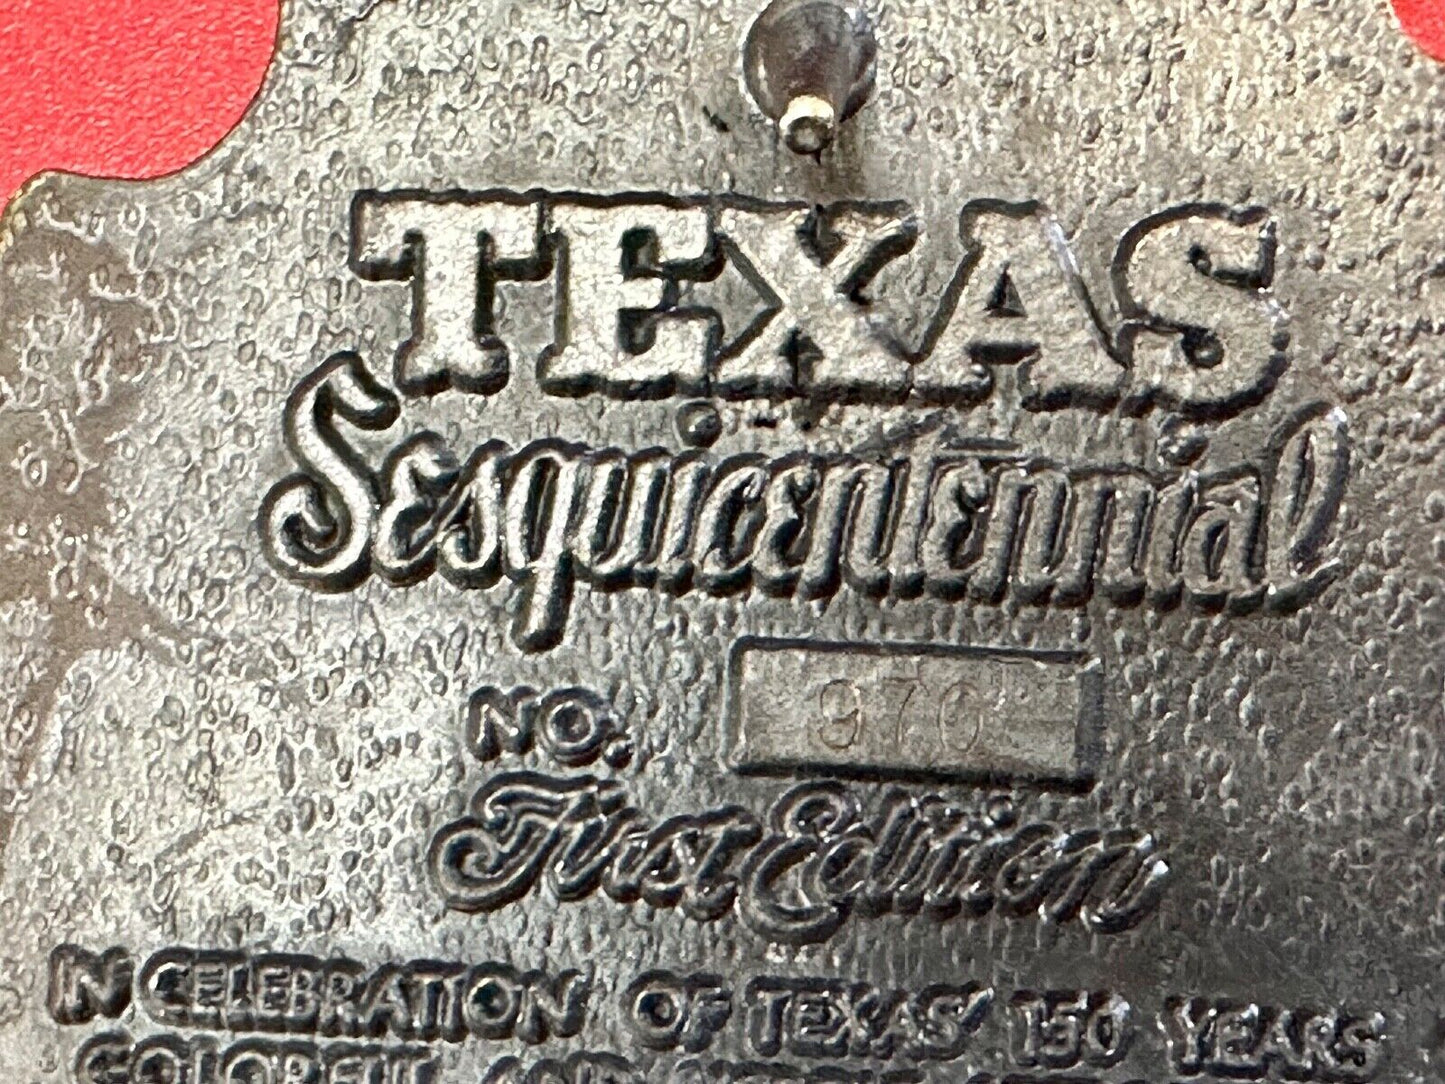 TEXAS
Sesquicentennial
NO. 970
First Edition
IN CELEBRATION OF TEXAS' 150 YEARS